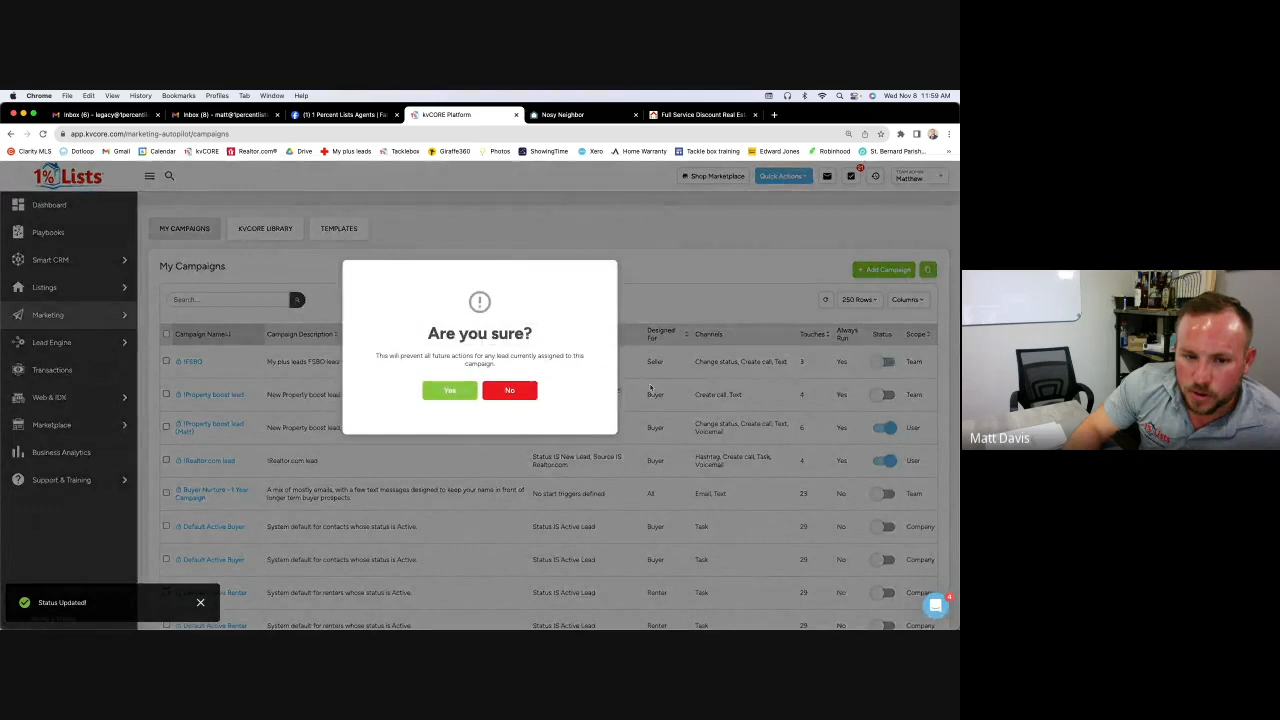 Chrome File Edit View History Bookmarks Profiles Tab Window Help Wed Nov 8 11:59 AM
Inbox (6) - legacy@1percentli Inbox (8) - matt@1percentlists (1) 1 Percent Lists Agents | Fa kvCORE Platform Nosy Neighbor Full Service Discount Real Est
app.kvcore.com/marketing-autopilot/campaigns
Clarity MLS Dotloop Gmail Calendar kvCORE Realtor.com® Drive My plus leads Tacklebox Giraffe360 Photos ShowingTime Xero Home Warranty Tackle box training Edward Jones Robinhood St. Bernard Parish...
1% Lists Shop Marketplace Quick Actions TEAM ADMIN
Matthew
Dashboard
Playbooks
Smart CRM
Listings
Marketing
Lead Engine
Transactions
Web & IDX
Marketplace
Business Analytics
Support & Training
MY CAMPAIGNS KVCORE LIBRARY TEMPLATES
My Campaigns + Add Campaign
Search... 250 Rows Columns
Campaign Name Campaign Description Designed For Channels Touches Always Run Status Scope
!FSBO My plus leads FSBO lead Seller Change status, Create call, Text 3 Yes Team
!Property boost lead New Property boost lead Buyer Create call, Text 4 Yes Team
!Property boost lead (Matt) New Property boost lead Buyer Change status, Create call, Text, Voicemail 6 Yes User
!Realtor.com lead !Realtor.com lead Status IS New Lead, Source IS Realtor.com Buyer Hashtag, Create call, Task, Voicemail 4 Yes User
Buyer Nurture - 1 Year Campaign A mix of mostly emails, with a few text messages designed to keep your name in front of longer term buyer prospects. No start triggers defined All Email, Text 23 No Team
Default Active Buyer System default for contacts whose status is Active. Status IS Active Lead Buyer Task 29 No Company
Default Active Buyer System default for contacts whose status is Active. Status IS Active Lead Buyer Task 29 No Company
Renter System default for renters whose status is Active. Status IS Active Lead Renter Task 29 No Company
Default Active Renter System default for renters whose status is Active. Status IS Active Lead Renter Task 29 No Company
Are you sure?
This will prevent all future actions for any lead currently assigned to this
campaign.
Yes No
Status Updated!
4
Matt Davis